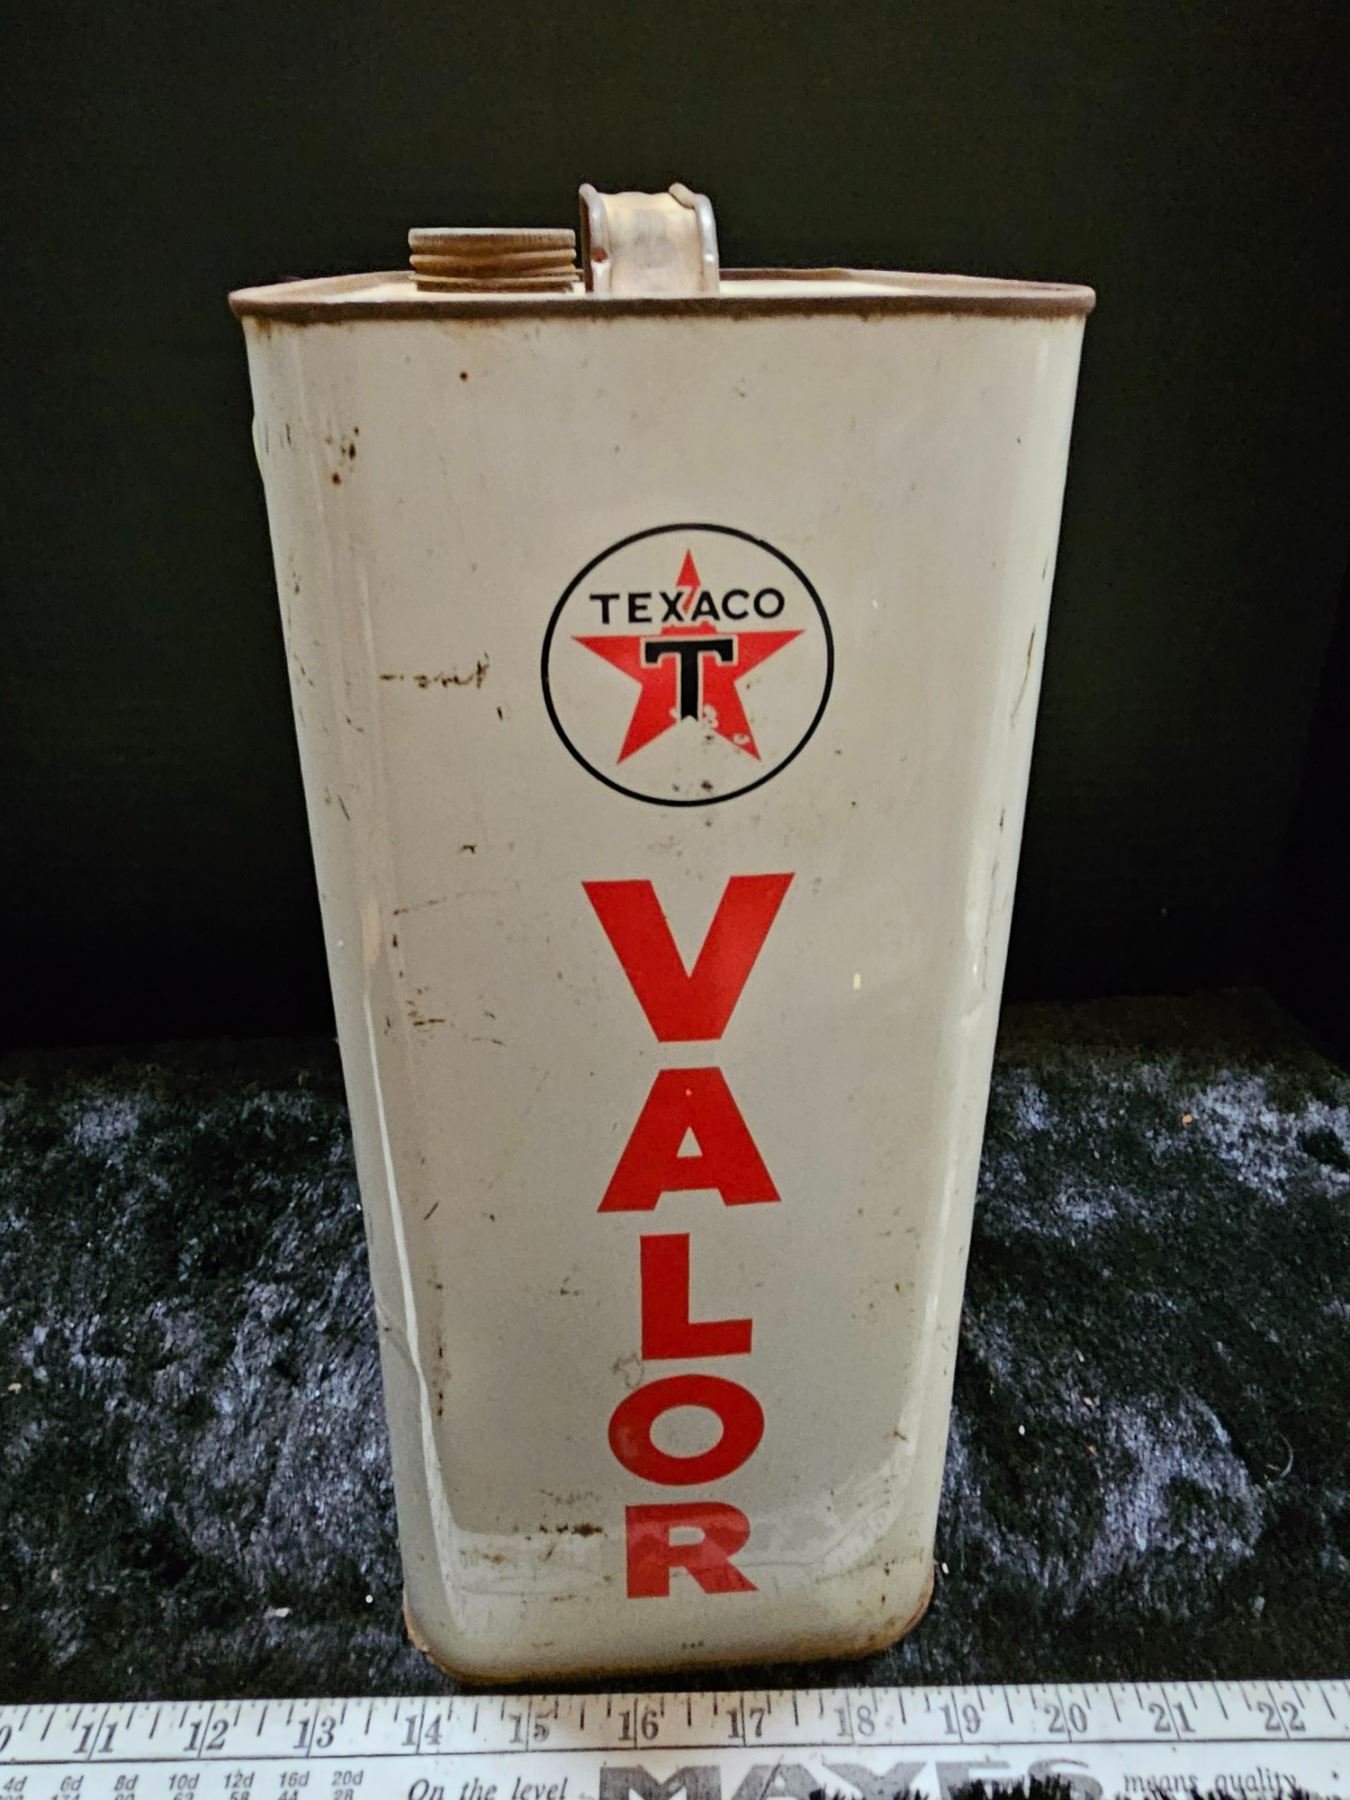 TEXACO
T
VALOR
11 12 13 14 15 16 17 18 19 20 21 22
4d 6d 8d 10d 12d 16d 20d
On the level MAYES means quality